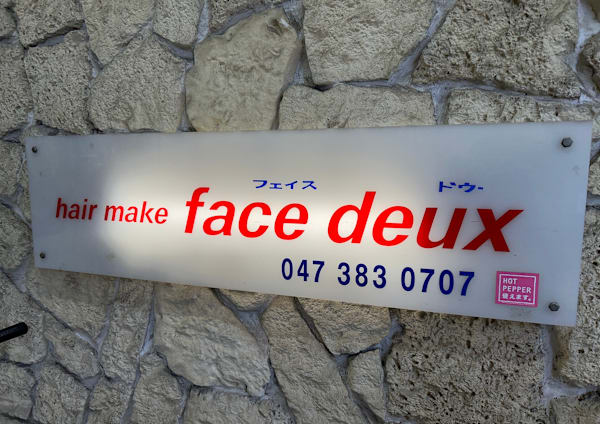 フェイス ドゥー
hair make face deux
047 383 0707
HOT
PEPPER
使えます。